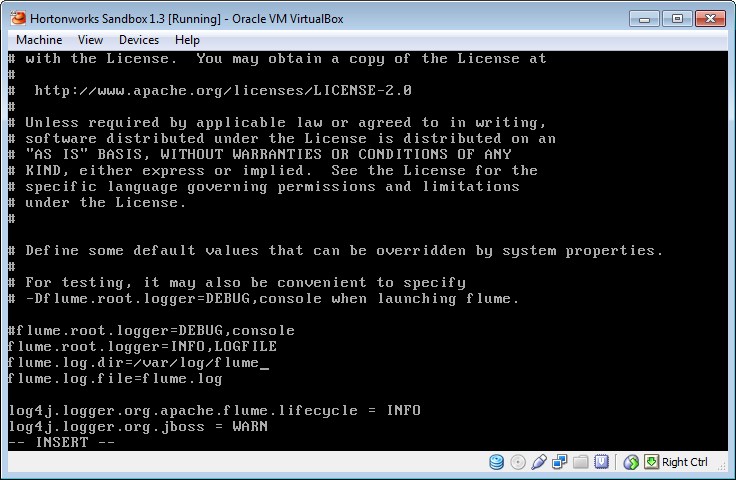 Hortonworks Sandbox 1.3 [Running] - Oracle VM VirtualBox
Machine View Devices Help
# with the License.  You may obtain a copy of the License at
#
#  http://www.apache.org/licenses/LICENSE-2.0
#
# Unless required by applicable law or agreed to in writing,
# software distributed under the License is distributed on an
# "AS IS" BASIS, WITHOUT WARRANTIES OR CONDITIONS OF ANY
# KIND, either express or implied.  See the License for the
# specific language governing permissions and limitations
# under the License.
#
# Define some default values that can be overridden by system properties.
#
# For testing, it may also be convenient to specify
# -Dflume.root.logger=DEBUG,console when launching flume.
#flume.root.logger=DEBUG,console
flume.root.logger=INFO,LOGFILE
flume.log.dir=/var/log/flume_
flume.log.file=flume.log
log4j.logger.org.apache.flume.lifecycle = INFO
log4j.logger.org.jboss = WARN
-- INSERT --
Right Ctrl